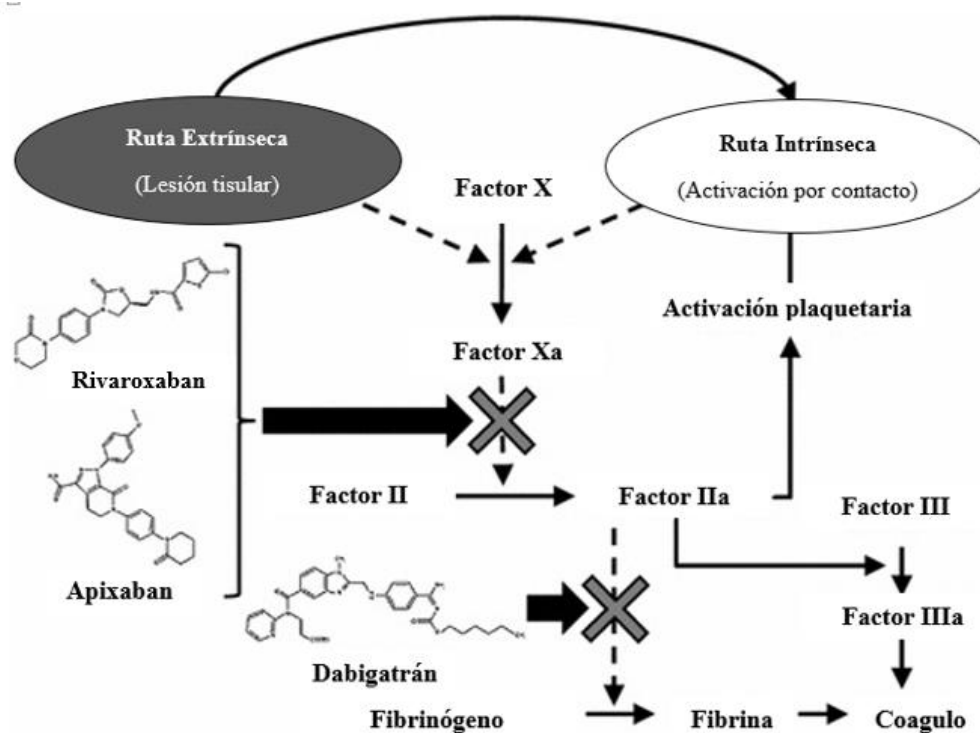 Ruta Extrínseca
(Lesión tisular)
Ruta Intrínseca
(Activación por contacto)
Factor X
Activación plaquetaria
Factor Xa
Rivaroxaban
Factor II
Factor IIa
Factor III
Apixaban
Factor IIIa
Dabigatrán
Fibrinógeno
Fibrina
Coagulo